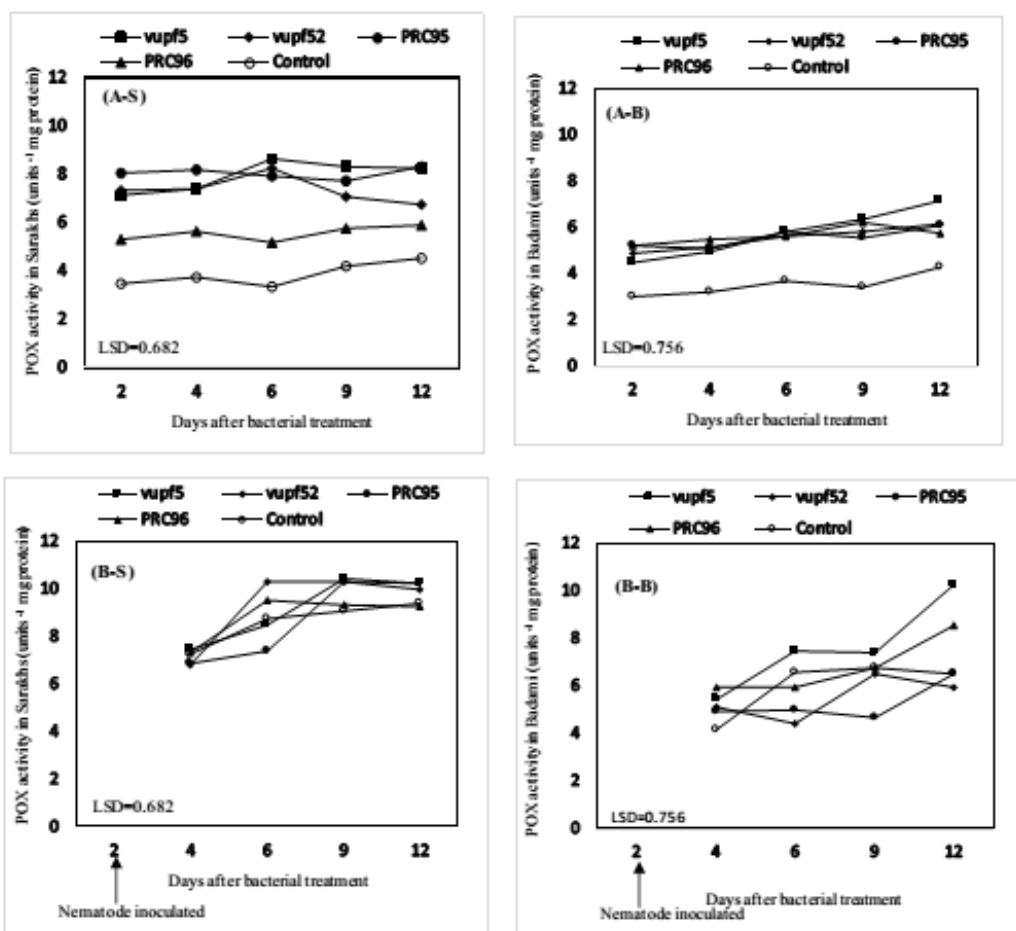 vupf5 vupf52 PRC95
PRC96 Control
POX activity in Sarakhs (units⁻¹ mg protein)
12
10
8
6
4
2
0
(A-S)
LSD=0.682
2 4 6 9 12
Days after bacterial treatment
vupf5 vupf52 PRC95
PRC96 Control
POX activity in Badami (units⁻¹ mg protein)
12
10
8
6
4
2
0
(A-B)
LSD=0.756
2 4 6 9 12
Days after bacterial treatment
vupf5 vupf52 PRC95
PRC96 Control
POX activity in Sarakhs (units⁻¹ mg protein)
12
10
8
6
4
2
0
(B-S)
LSD=0.682
2 4 6 9 12
Days after bacterial treatment
Nematode inoculated
vupf5 vupf52 PRC95
PRC96 Control
POX activity in Badami (units⁻¹ mg protein)
12
10
8
6
4
2
0
(B-B)
LSD=0.756
2 4 6 9 12
Days after bacterial treatment
Nematode inoculated